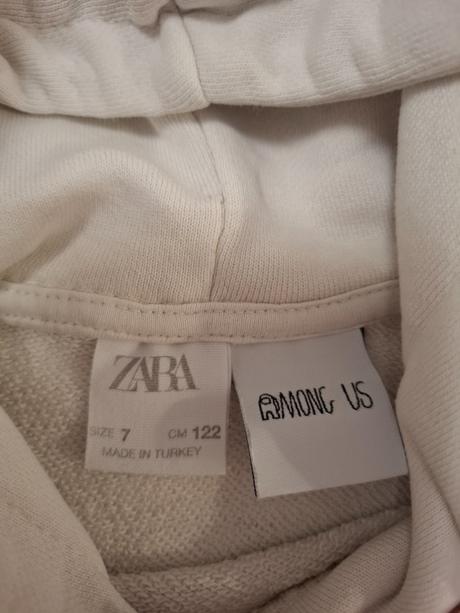 ZARA
SIZE 7 CM 122
MADE IN TURKEY
AMONG US